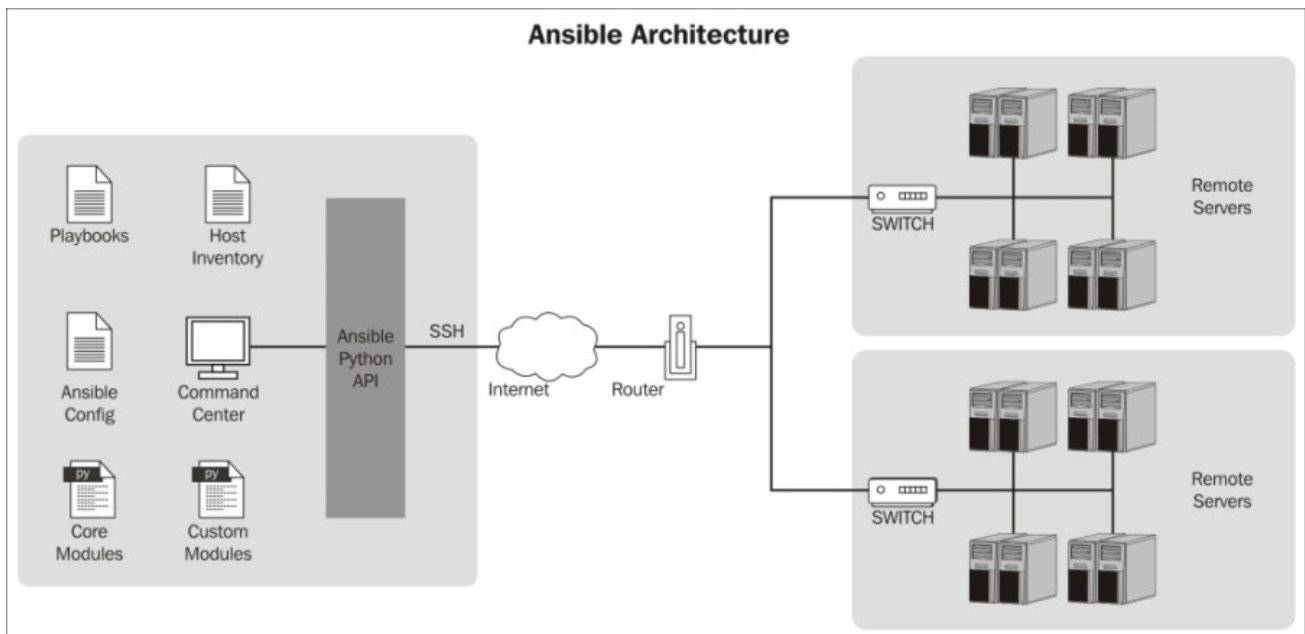 Ansible Architecture
Playbooks
Host
Inventory
Ansible
Config
Command
Center
py
Core
Modules
py
Custom
Modules
Ansible
Python
API
SSH
Internet
Router
SWITCH
Remote
Servers
SWITCH
Remote
Servers